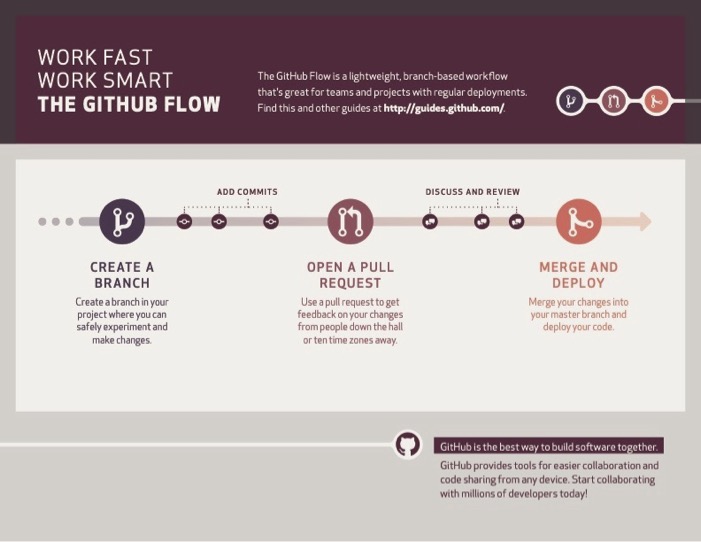 WORK FAST
WORK SMART
THE GITHUB FLOW
The GitHub Flow is a lightweight, branch-based workflow
that's great for teams and projects with regular deployments.
Find this and other guides at http://guides.github.com/.
ADD COMMITS
DISCUSS AND REVIEW
CREATE A
BRANCH
Create a branch in your
project where you can
safely experiment and
make changes.
OPEN A PULL
REQUEST
Use a pull request to get
feedback on your changes
from people down the hall
or ten time zones away.
MERGE AND
DEPLOY
Merge your changes into
your master branch and
deploy your code.
GitHub is the best way to build software together.
GitHub provides tools for easier collaboration and
code sharing from any device. Start collaborating
with millions of developers today!